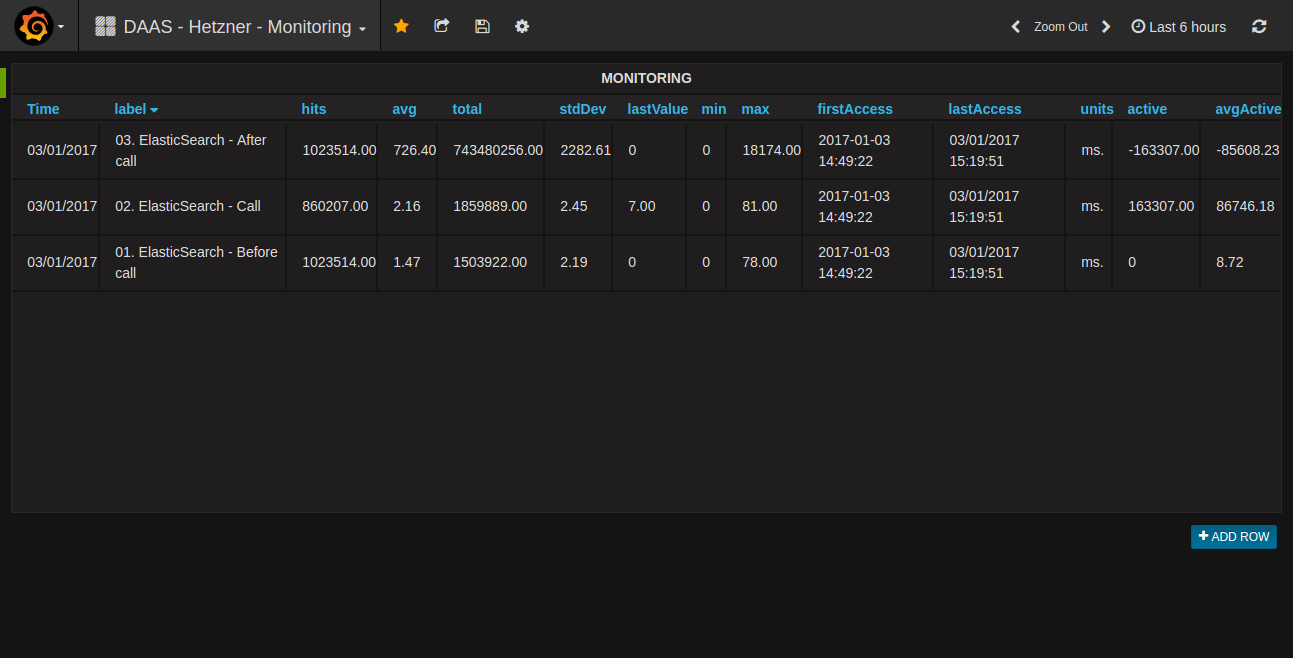 DAAS - Hetzner - Monitoring
Zoom Out
Last 6 hours
MONITORING
Time label hits avg total stdDev lastValue min max firstAccess lastAccess units active avgActive
03/01/2017 03. ElasticSearch - After call 1023514.00 726.40 743480256.00 2282.61 0 0 18174.00 2017-01-03 14:49:22 03/01/2017 15:19:51 ms. -163307.00 -85608.23
03/01/2017 02. ElasticSearch - Call 860207.00 2.16 1859889.00 2.45 7.00 0 81.00 2017-01-03 14:49:22 03/01/2017 15:19:51 ms. 163307.00 86746.18
03/01/2017 01. ElasticSearch - Before call 1023514.00 1.47 1503922.00 2.19 0 0 78.00 2017-01-03 14:49:22 03/01/2017 15:19:51 ms. 0 8.72
ADD ROW